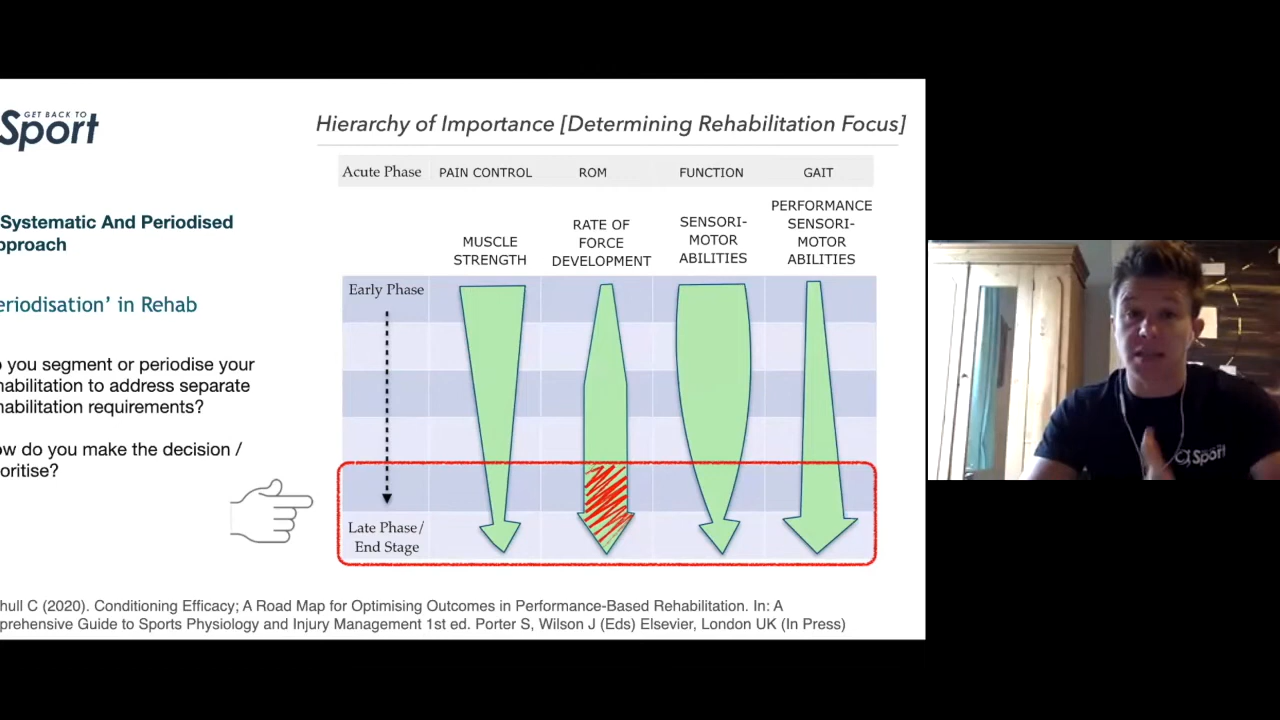 GET BACK TO
Sport
Hierarchy of Importance [Determining Rehabilitation Focus]
Acute Phase PAIN CONTROL ROM FUNCTION GAIT
MUSCLE
STRENGTH
RATE OF
FORCE
DEVELOPMENT
SENSORI-
MOTOR
ABILITIES
PERFORMANCE
SENSORI-
MOTOR
ABILITIES
Systematic And Periodised
pproach
eriodisation’ in Rehab
you segment or periodise your
habilitation to address separate
habilitation requirements?
ow do you make the decision /
oritise?
Early Phase
Late Phase/
End Stage
hull C (2020). Conditioning Efficacy; A Road Map for Optimising Outcomes in Performance-Based Rehabilitation. In: A
prehensive Guide to Sports Physiology and Injury Management 1st ed. Porter S, Wilson J (Eds) Elsevier, London UK (In Press)
Sport